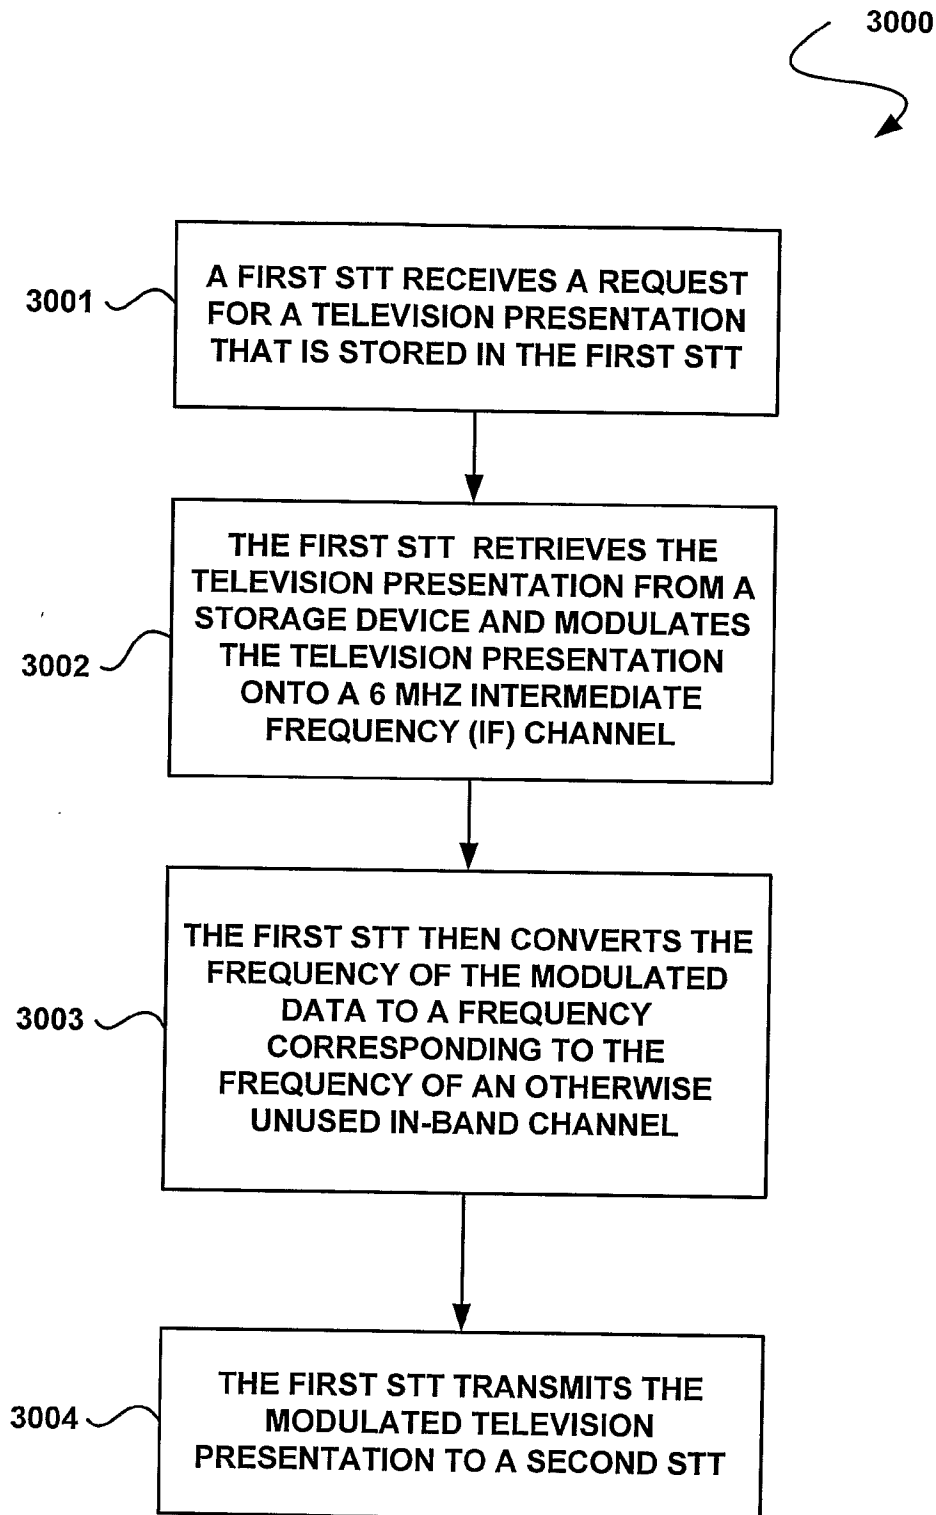 3000
3001
A FIRST STT RECEIVES A REQUEST
FOR A TELEVISION PRESENTATION
THAT IS STORED IN THE FIRST STT
3002
THE FIRST STT RETRIEVES THE
TELEVISION PRESENTATION FROM A
STORAGE DEVICE AND MODULATES
THE TELEVISION PRESENTATION
ONTO A 6 MHZ INTERMEDIATE
FREQUENCY (IF) CHANNEL
3003
THE FIRST STT THEN CONVERTS THE
FREQUENCY OF THE MODULATED
DATA TO A FREQUENCY
CORRESPONDING TO THE
FREQUENCY OF AN OTHERWISE
UNUSED IN-BAND CHANNEL
3004
THE FIRST STT TRANSMITS THE
MODULATED TELEVISION
PRESENTATION TO A SECOND STT